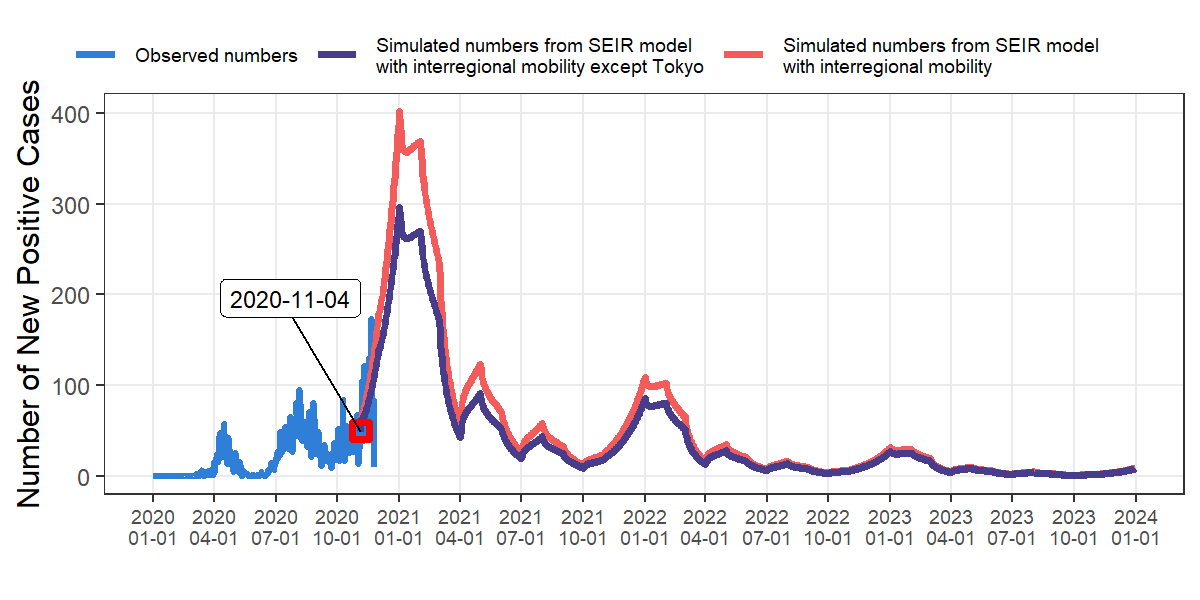 Observed numbers
Simulated numbers from SEIR model
with interregional mobility except Tokyo
Simulated numbers from SEIR model
with interregional mobility
Number of New Positive Cases
400
300
200
100
0
2020-11-04
2020 2020 2020 2020 2021 2021 2021 2021 2022 2022 2022 2022 2023 2023 2023 2023 2024
01-01 04-01 07-01 10-01 01-01 04-01 07-01 10-01 01-01 04-01 07-01 10-01 01-01 04-01 07-01 10-01 01-01